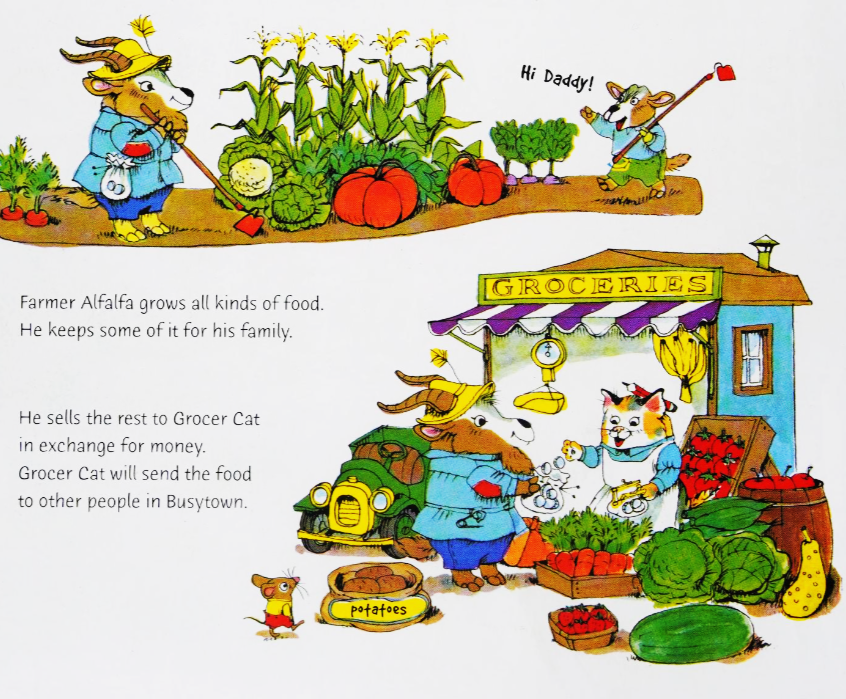 Hi Daddy!
Farmer Alfalfa grows all kinds of food.
He keeps some of it for his family.
GROCERIES
He sells the rest to Grocer Cat
in exchange for money.
Grocer Cat will send the food
to other people in Busytown.
potatoes